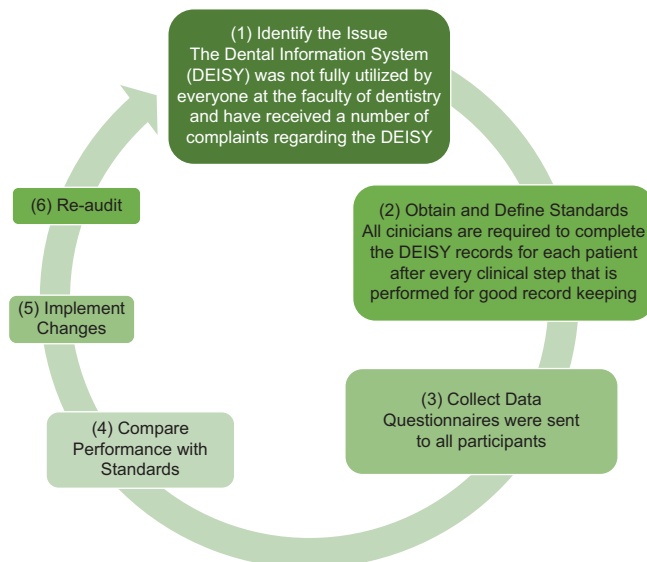 (1) Identify the Issue
The Dental Information System
(DEISY) was not fully utilized by
everyone at the faculty of dentistry
and have received a number of
complaints regarding the DEISY
(2) Obtain and Define Standards
All cinicians are required to complete
the DEISY records for each patient
after every clinical step that is
performed for good record keeping
(3) Collect Data
Questionnaires were sent
to all participants
(4) Compare
Performance with
Standards
(5) Implement
Changes
(6) Re-audit